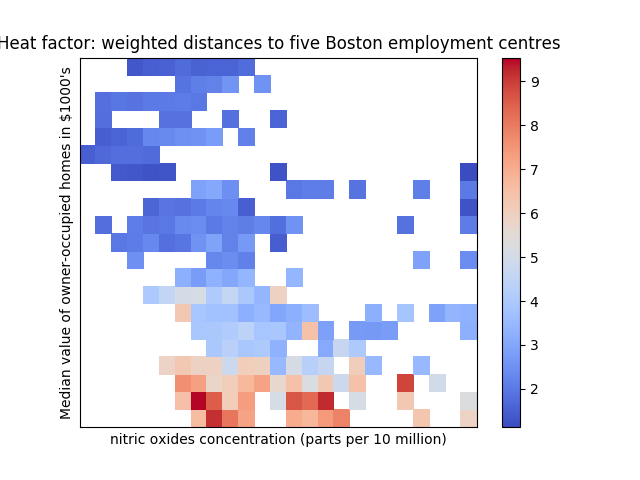 Heat factor: weighted distances to five Boston employment centres
Median value of owner-occupied homes in $1000's
nitric oxides concentration (parts per 10 million)
9
8
7
6
5
4
3
2